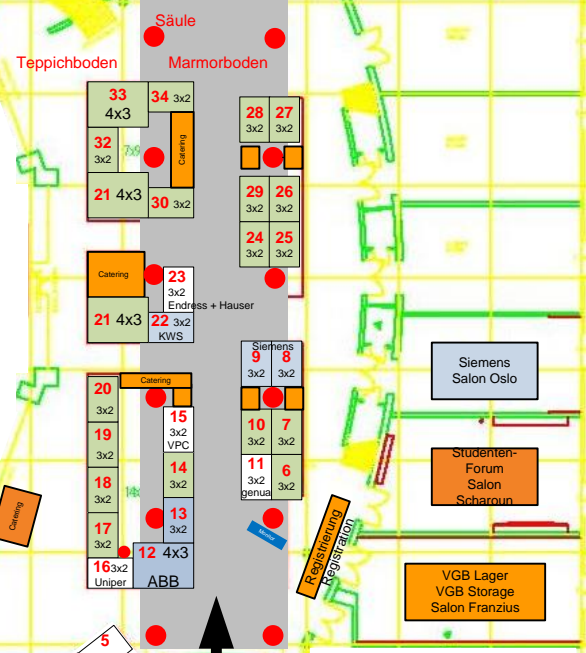 Säule
Teppichboden
Marmorboden
33
4x3
34 3x2
28
3x2
27
3x2
Catering
32
3x2
7x9
21 4x3
30 3x2
29
3x2
26
3x2
24
3x2
25
3x2
Catering
23
3x2
Endress + Hauser
21 4x3
22 3x2
KWS
Siemens
9
3x2
8
3x2
Siemens
Salon Oslo
Catering
20
3x2
15
3x2
VPC
10
3x2
7
3x2
19
3x2
14
3x2
11
3x2
genua
6
3x2
Studenten-
Forum
Salon
Scharoun
18
3x2
13
3x2
Catering
17
3x2
Monitor
Registrierung
Registration
12 4x3
ABB
16 3x2
Uniper
VGB Lager
VGB Storage
Salon Franzius
5